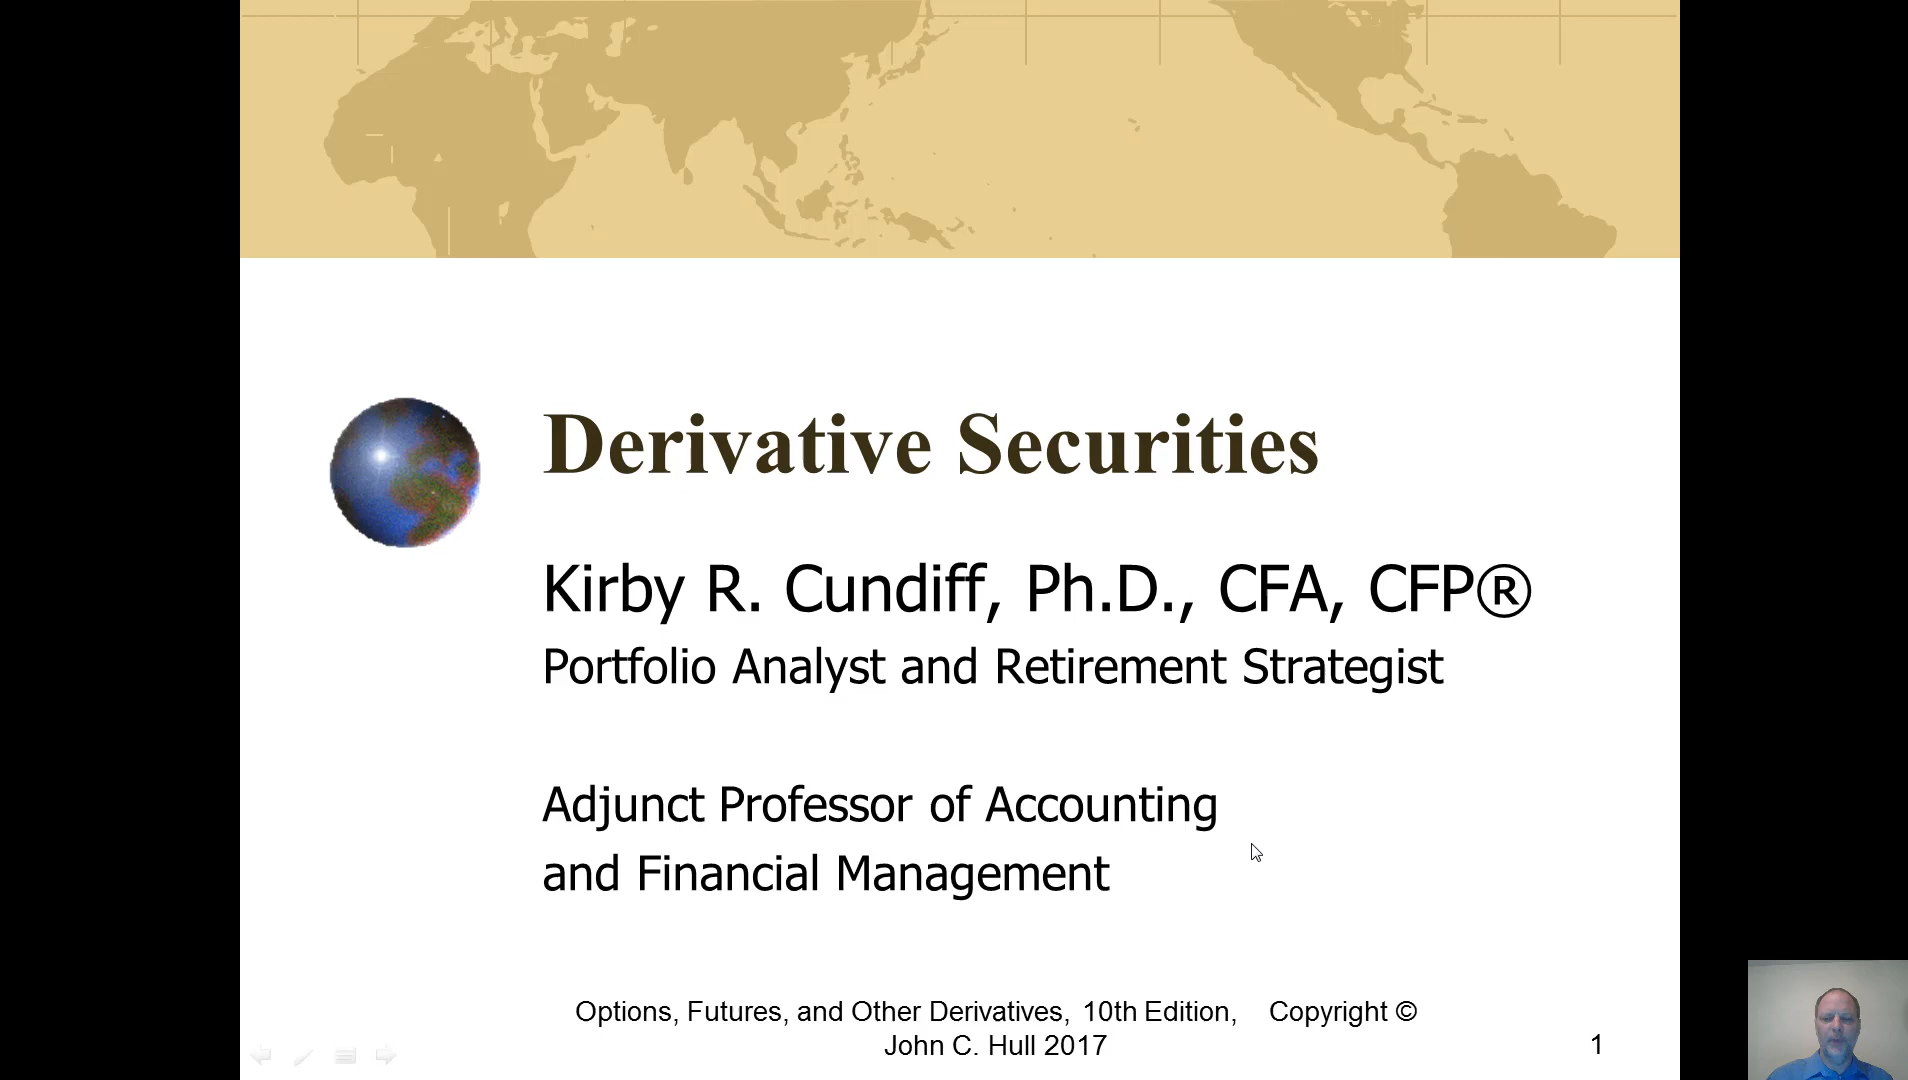 Derivative Securities
Kirby R. Cundiff, Ph.D., CFA, CFP®
Portfolio Analyst and Retirement Strategist
Adjunct Professor of Accounting
and Financial Management
Options, Futures, and Other Derivatives, 10th Edition, Copyright ©
John C. Hull 2017
1